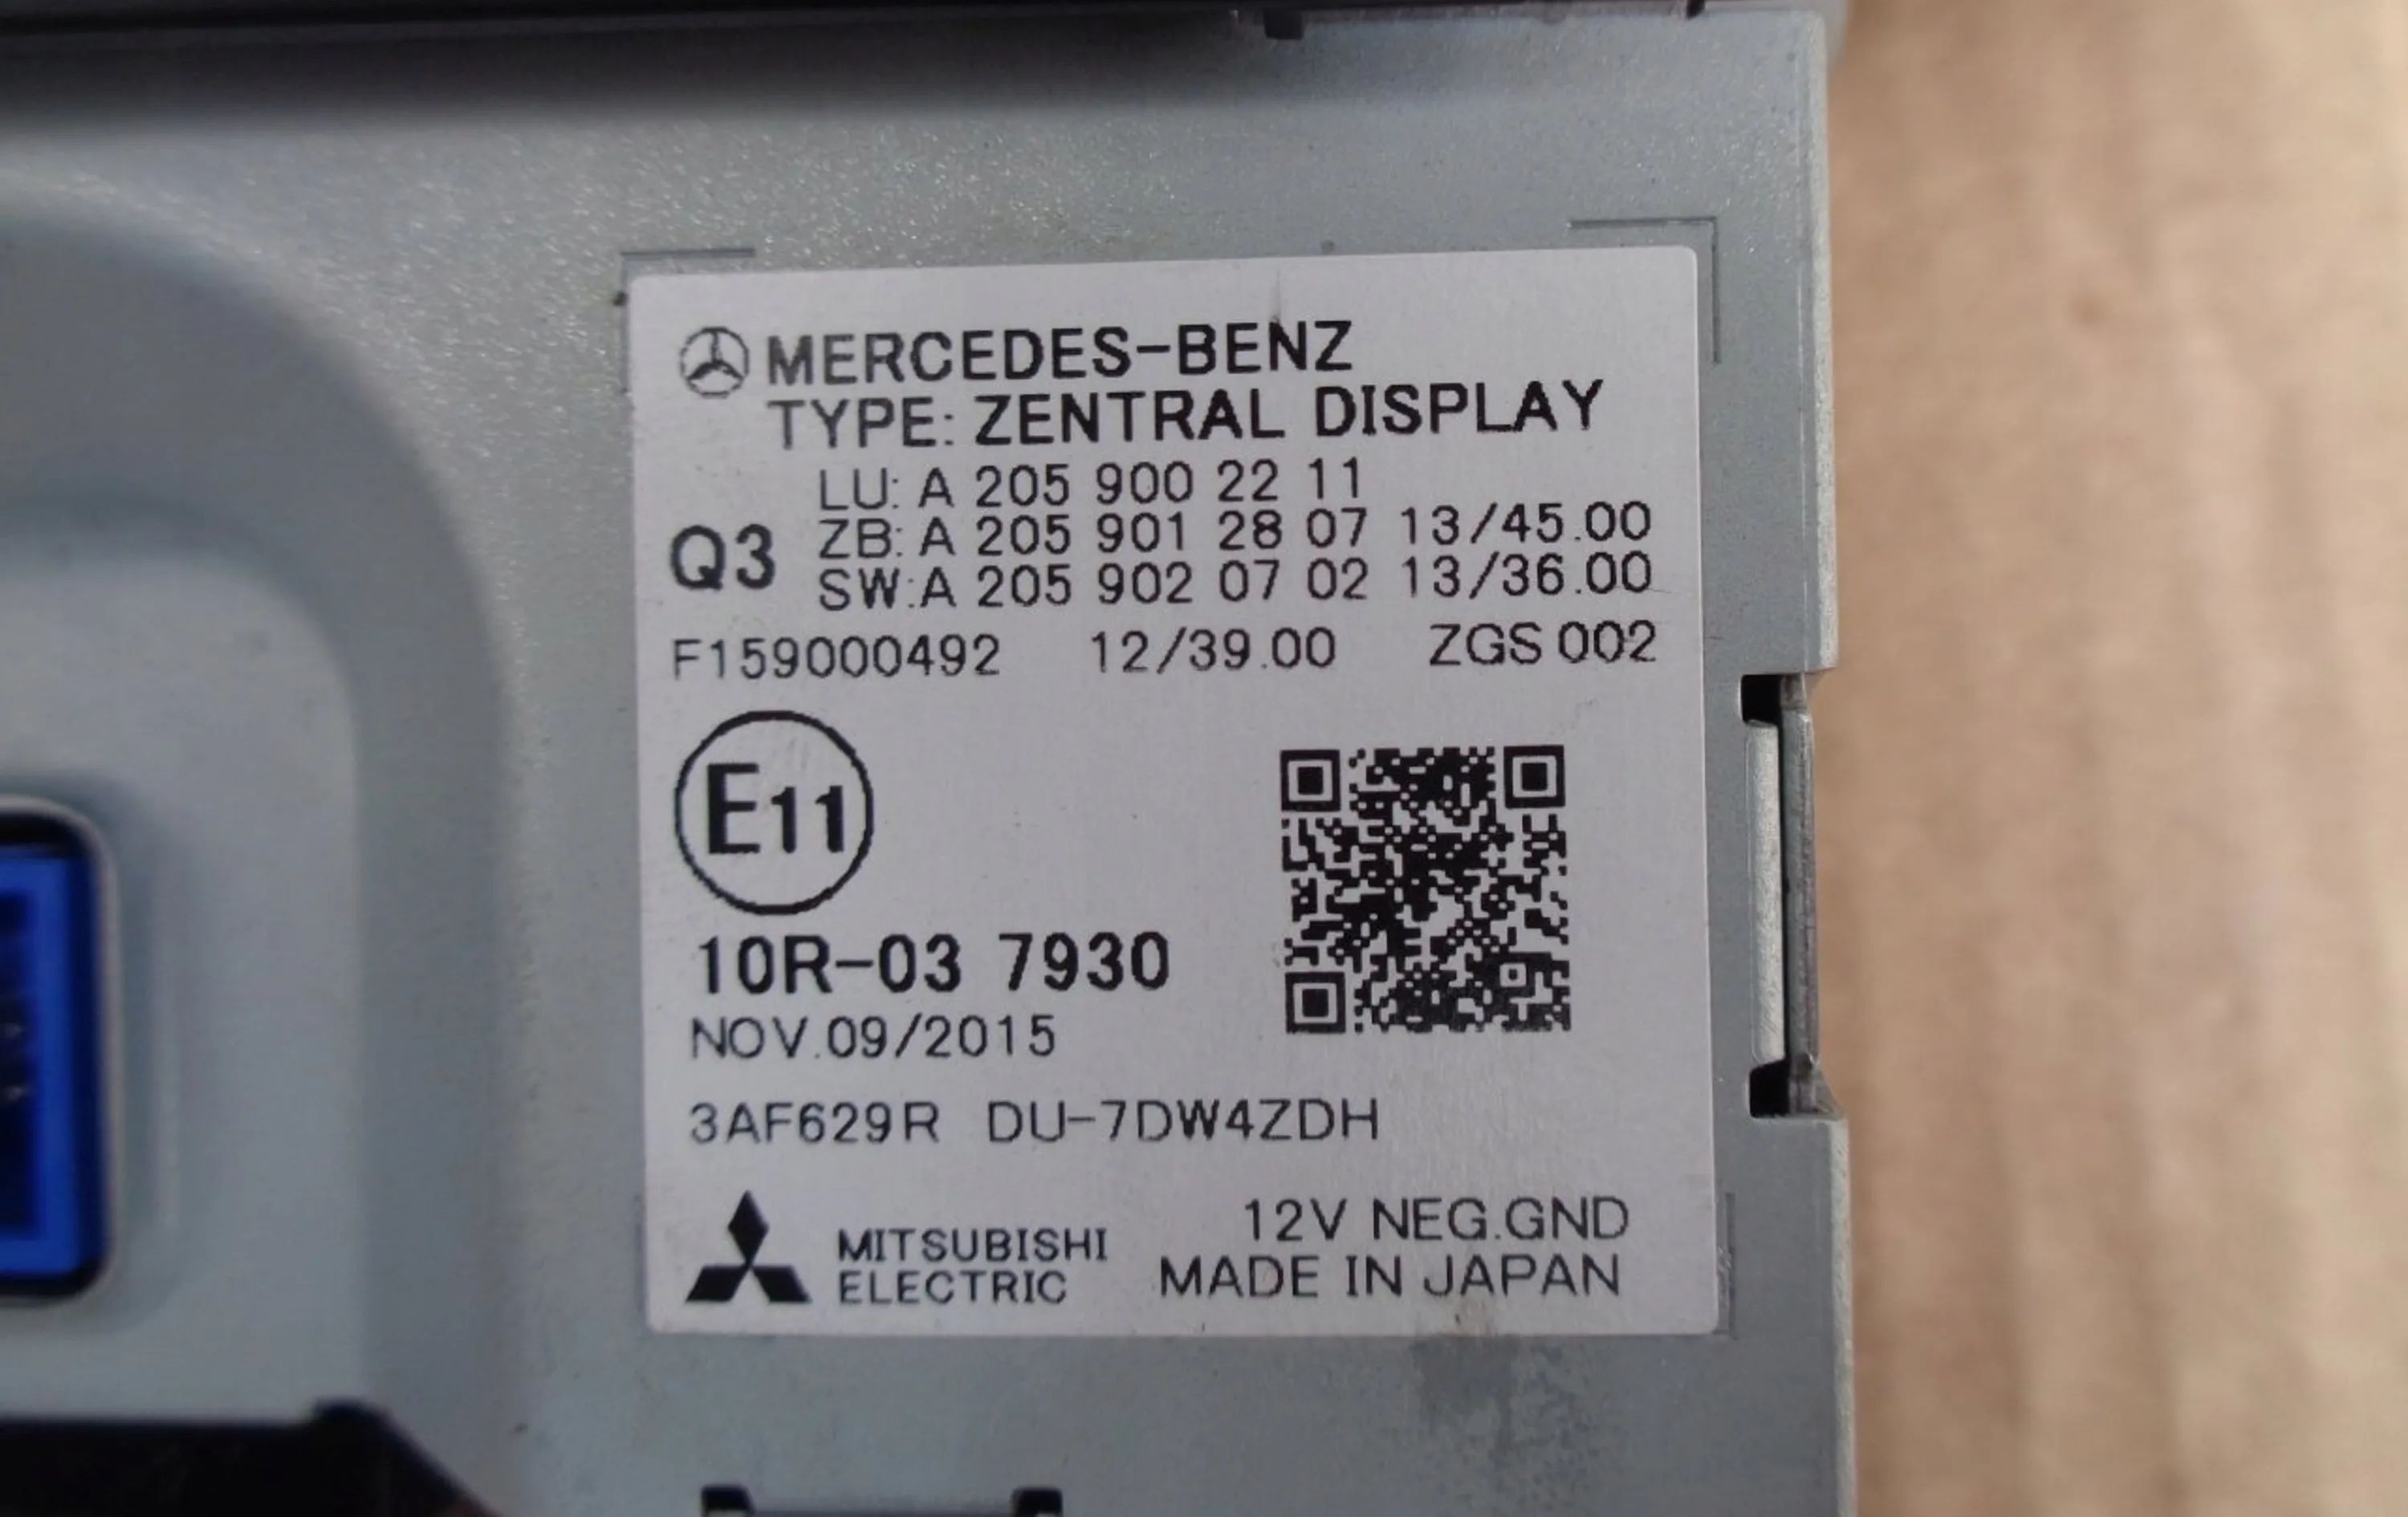 MERCEDES-BENZ
TYPE: ZENTRAL DISPLAY
LU: A 205 900 22 11
Q3
ZB: A 205 901 28 07 13/45.00
SW:A 205 902 07 02 13/36.00
F159000492 12/39.00 ZGS 002
E11
10R-03 7930
NOV.09/2015
3AF629R DU-7DW4ZDH
MITSUBISHI
ELECTRIC
12V NEG.GND
MADE IN JAPAN